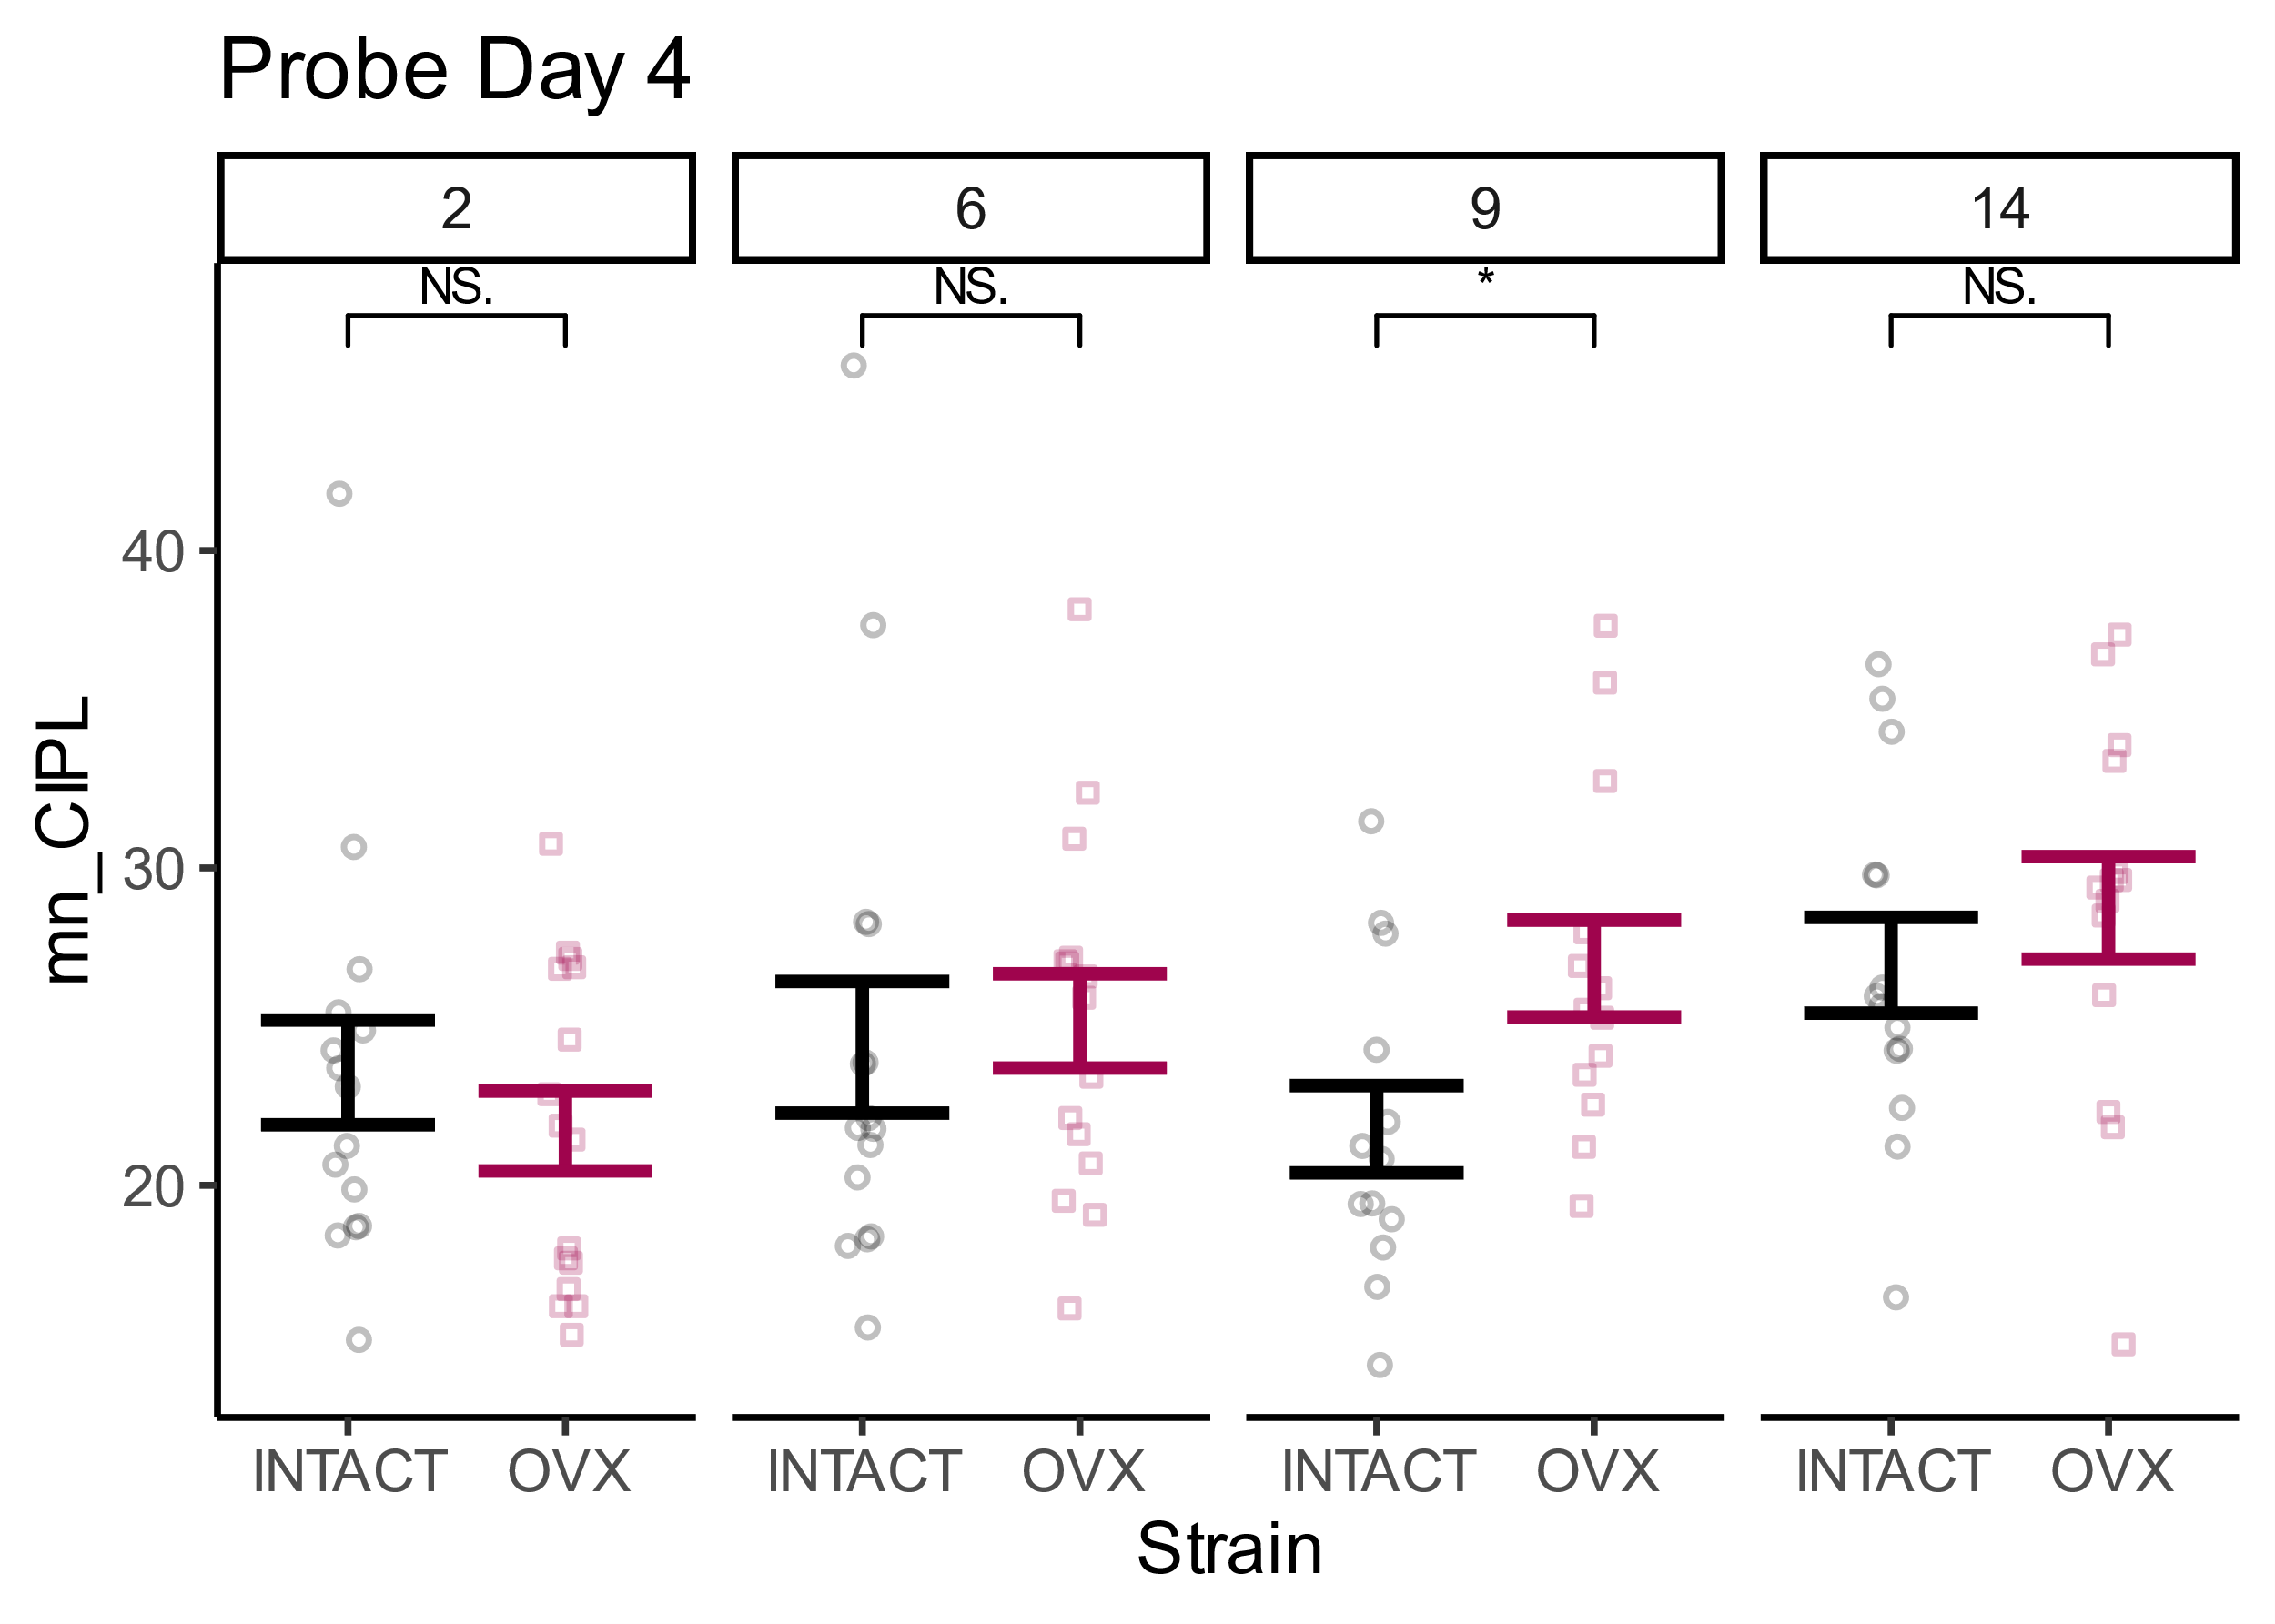 Probe Day 4
2 6 9 14
NS. NS. * NS.
40
30
20
mn_CIPL
INTACT OVX INTACT OVX INTACT OVX INTACT OVX
Strain